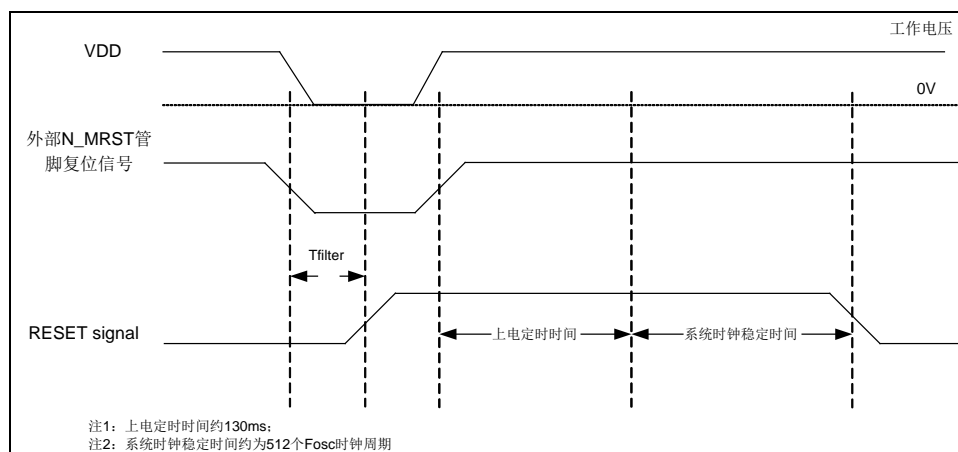 工作电压
VDD
0V
外部N_MRST管
脚复位信号
Tfilter
RESET signal
上电定时时间
系统时钟稳定时间
注1：上电定时时间约130ms;
注2：系统时钟稳定时间约为512个Fosc时钟周期